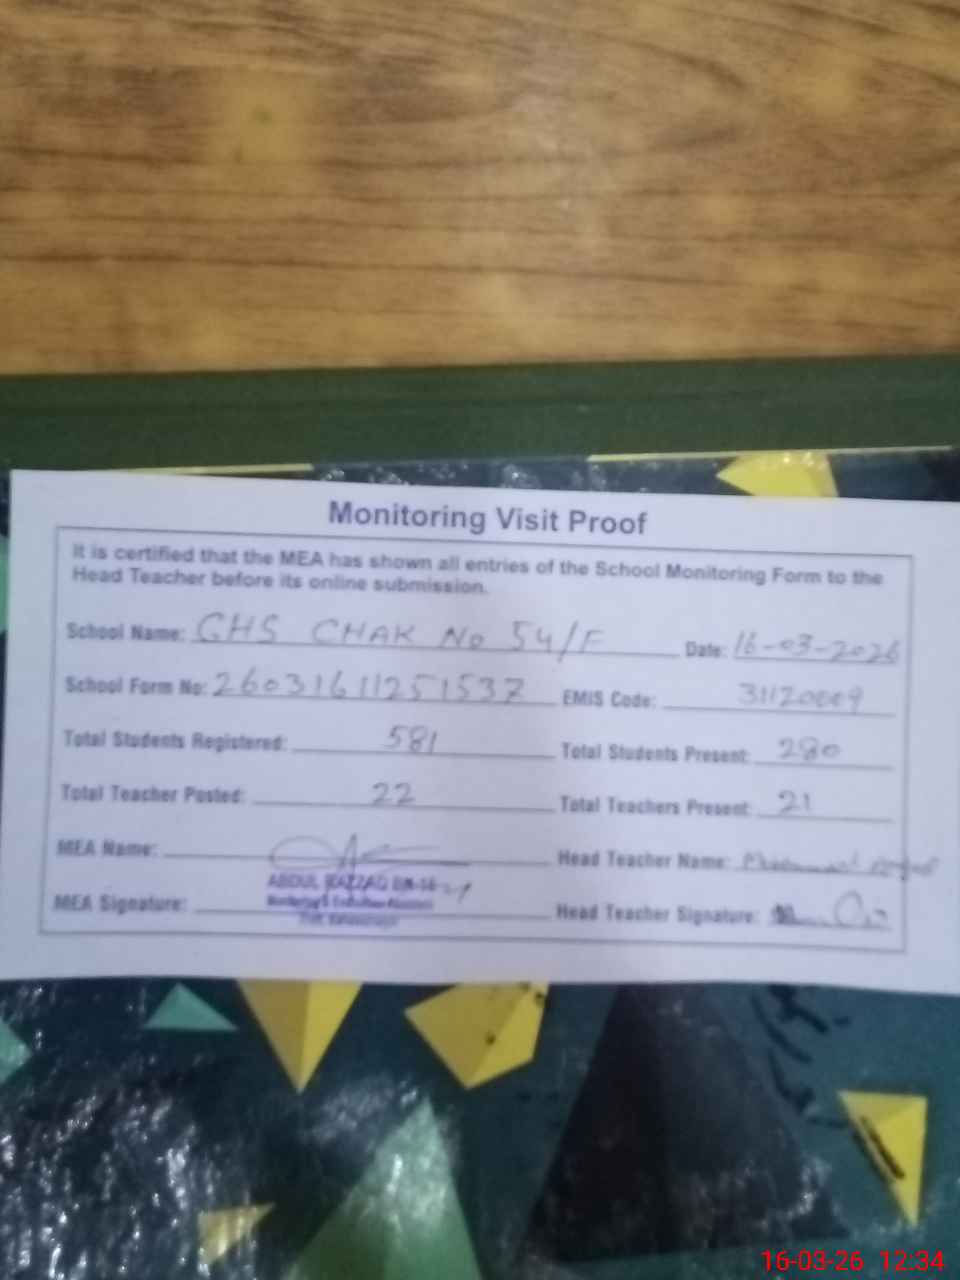 Monitoring Visit Proof
It is certified that the MEA has shown all entries of the School Monitoring Form to the
Head Teacher before its online submission.
School Name: GHS CHAK No 54/F Date: 16-03-2026
School Form No: 26031611251537 EMIS Code: 31120009
Total Students Registered: 581 Total Students Present: 280
Total Teacher Posted: 22 Total Teachers Present: 21
MEA Name: Head Teacher Name:
ABDUL RAZZAQ
MEA Signature: Head Teacher Signature:
16-03-26 12:34